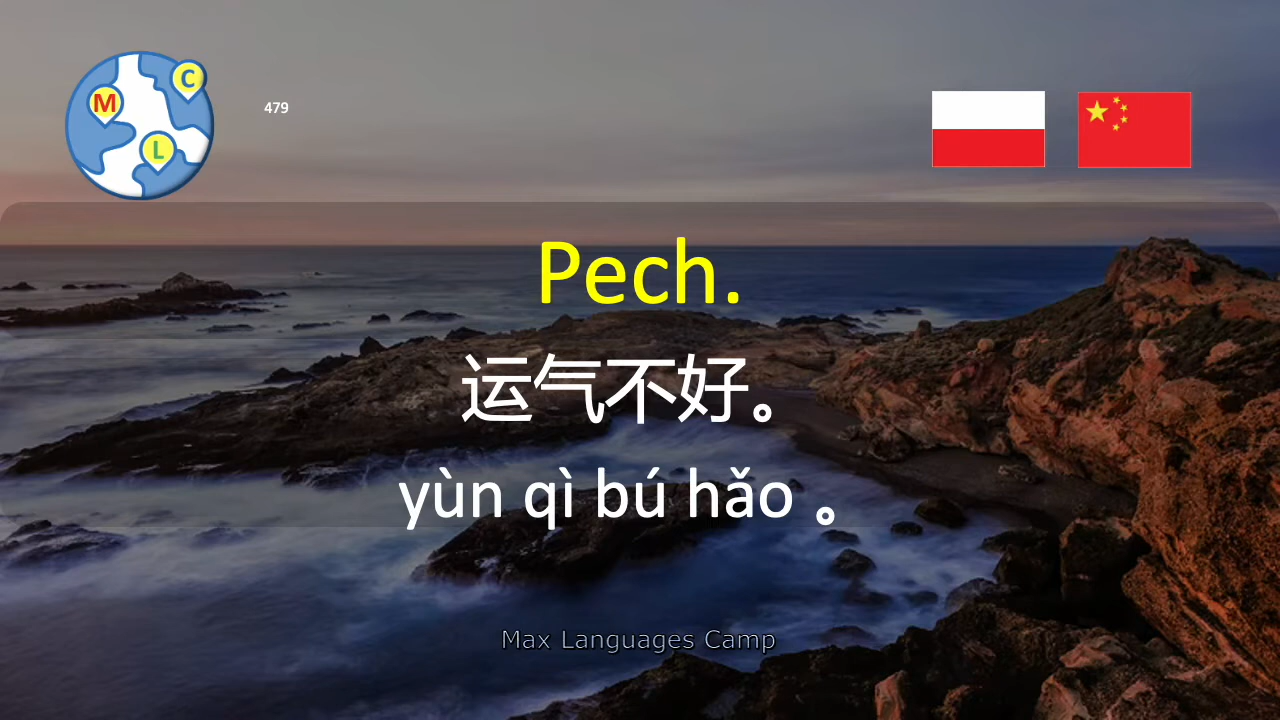 C
M
L
479
Pech.
运气不好。
yùn qì bú hǎo 。
Max Languages Camp